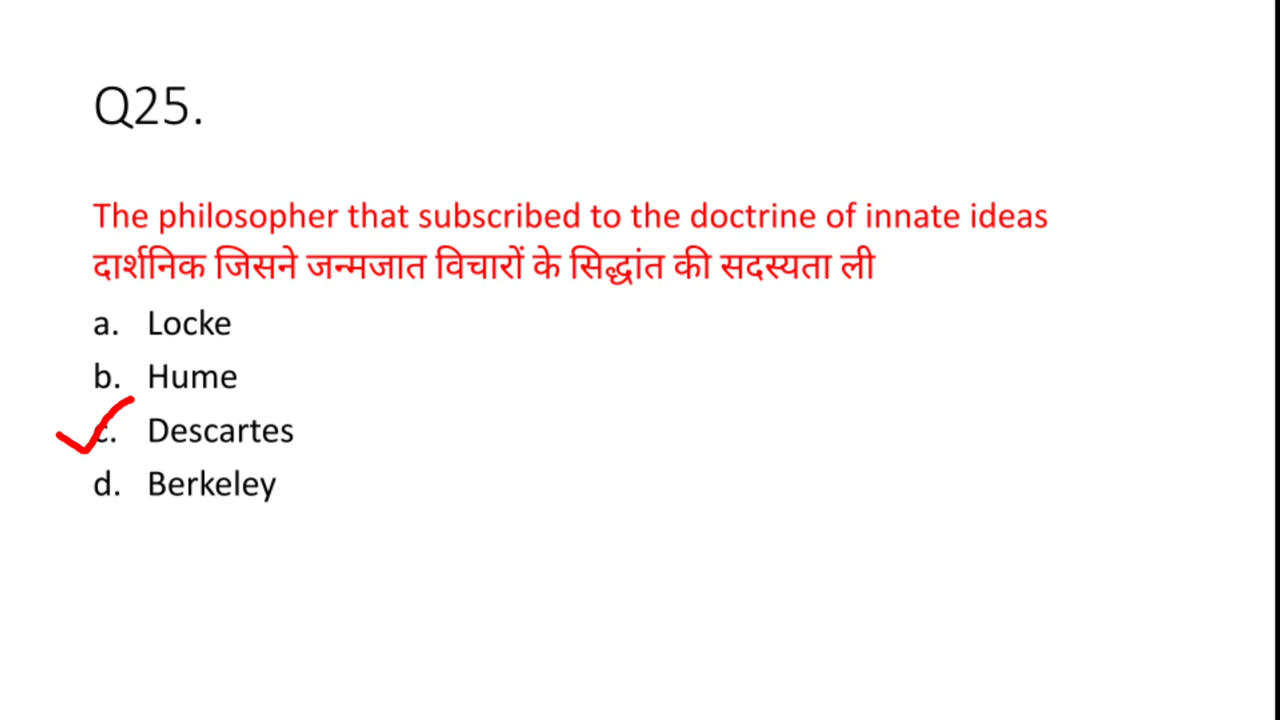 Q25.
The philosopher that subscribed to the doctrine of innate ideas
दार्शनिक जिसने जन्मजात विचारों के सिद्धांत की सदस्यता ली
a. Locke
b. Hume
c. Descartes
d. Berkeley